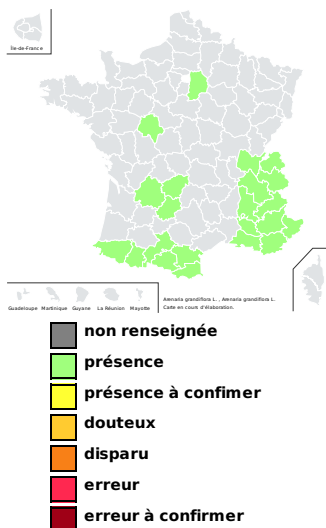 Île-de-France
Guadeloupe Martinique Guyane La Réunion Mayotte
Arenaria grandiflora L. , Arenaria grandiflora L.
Carte en cours d'élaboration.
non renseignée
présence
présence à confimer
douteux
disparu
erreur
erreur à confirmer